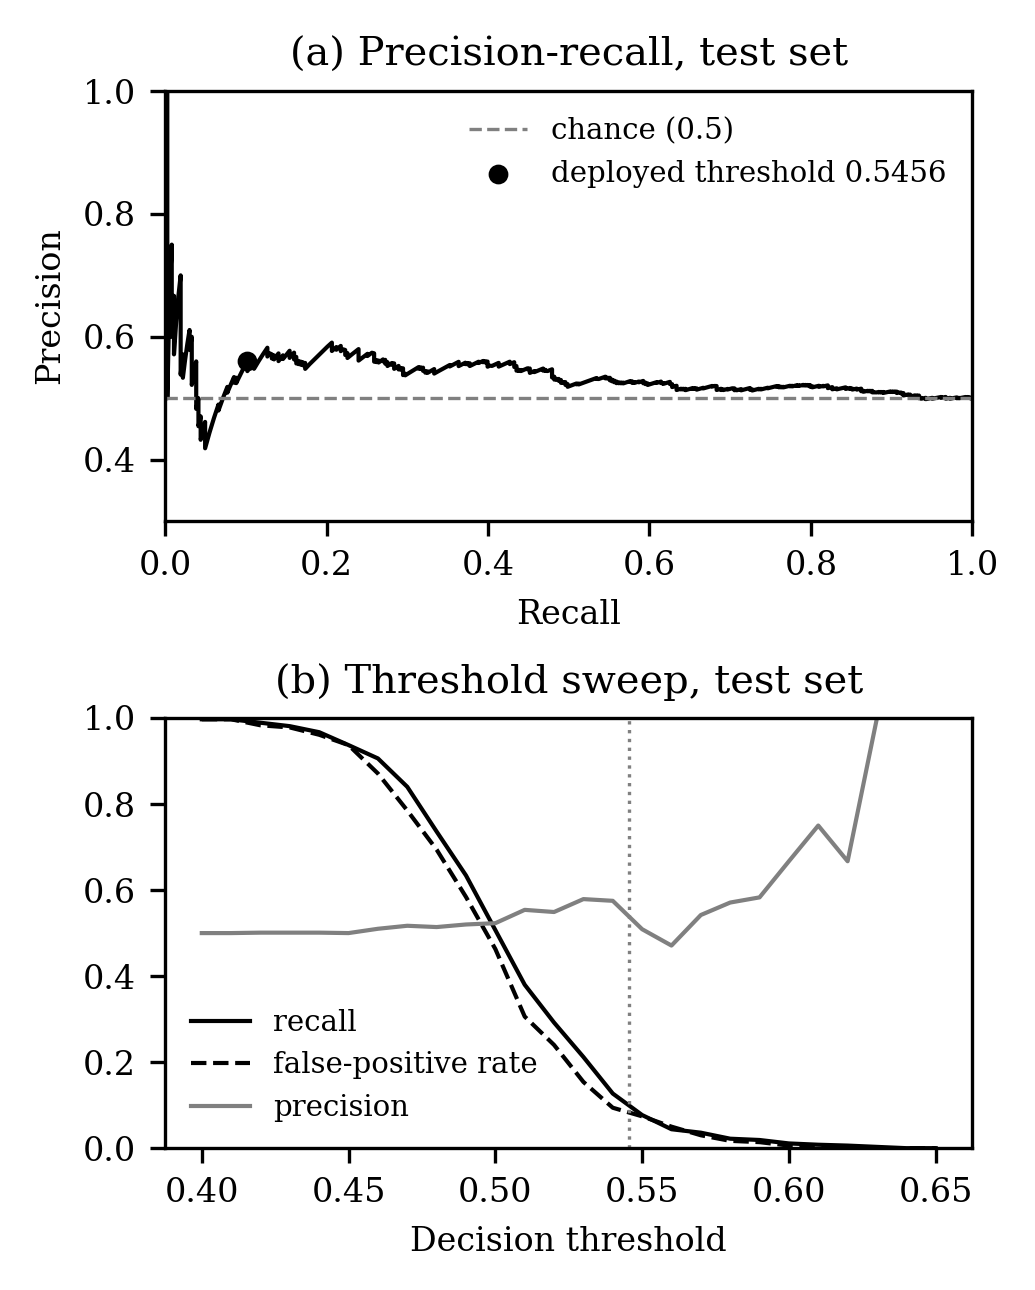 (a) Precision-recall, test set
1.0
0.8
0.6
0.4
Precision
chance (0.5)
deployed threshold 0.5456
0.0 0.2 0.4 0.6 0.8 1.0
Recall
(b) Threshold sweep, test set
1.0
0.8
0.6
0.4
0.2
0.0
recall
false-positive rate
precision
0.40 0.45 0.50 0.55 0.60 0.65
Decision threshold